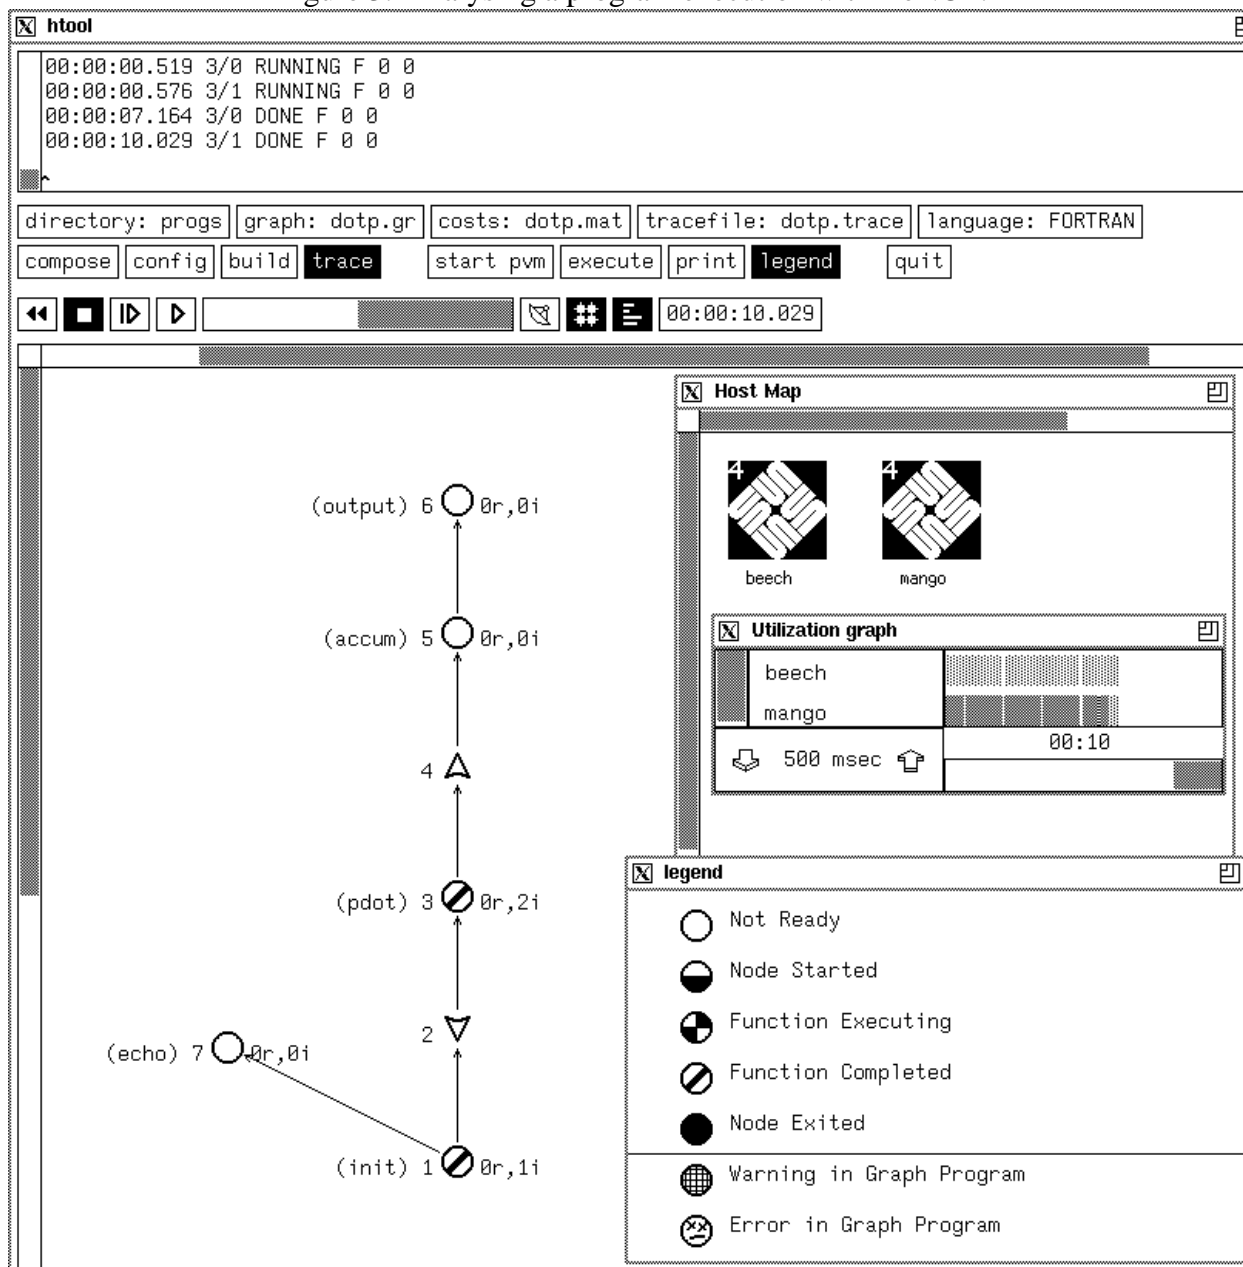 htool
00:00:00.519 3/0 RUNNING F 0 0
00:00:00.576 3/1 RUNNING F 0 0
00:00:07.164 3/0 DONE F 0 0
00:00:10.029 3/1 DONE F 0 0
^
directory: progs graph: dotp.gr costs: dotp.mat tracefile: dotp.trace language: FORTRAN
compose config build trace start pvm execute print legend quit
00:00:10.029
Host Map
4 4
beech mango
(output) 6 0r,0i
(accum) 5 0r,0i
4
(pdot) 3 0r,2i
2
(echo) 7 0r,0i
(init) 1 0r,1i
Utilization graph
beech
mango
00:10
500 msec
legend
Not Ready
Node Started
Function Executing
Function Completed
Node Exited
Warning in Graph Program
Error in Graph Program